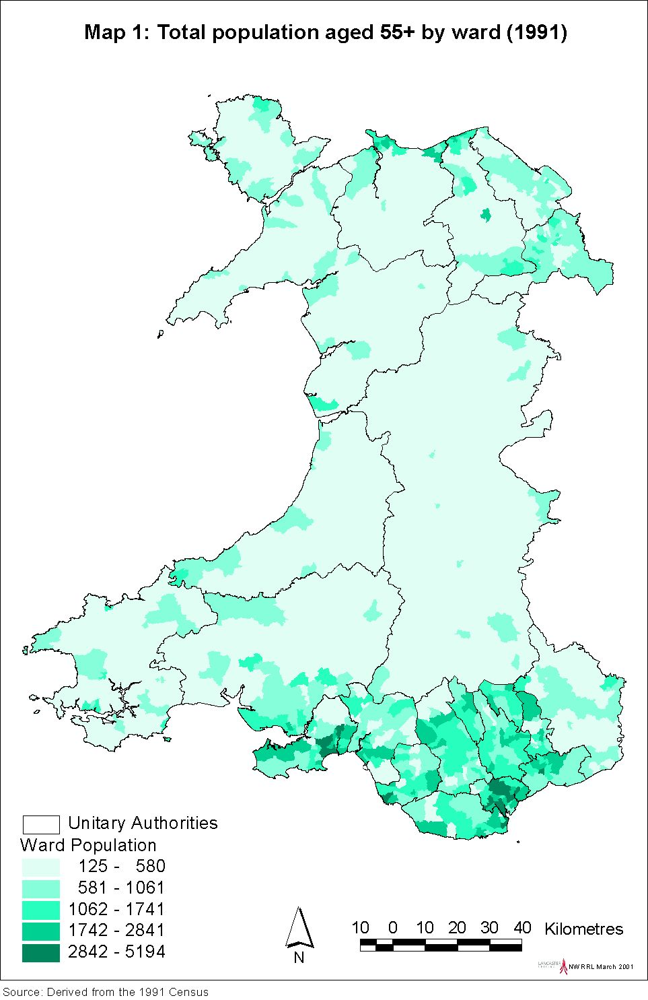 Map 1: Total population aged 55+ by ward (1991)
Unitary Authorities
Ward Population
125 - 580
581 - 1061
1062 - 1741
1742 - 2841
2842 - 5194
N
10 0 10 20 30 40 Kilometres
LANCASTER
UNIVERSITY
NWRRL March 2001
Source: Derived from the 1991 Census